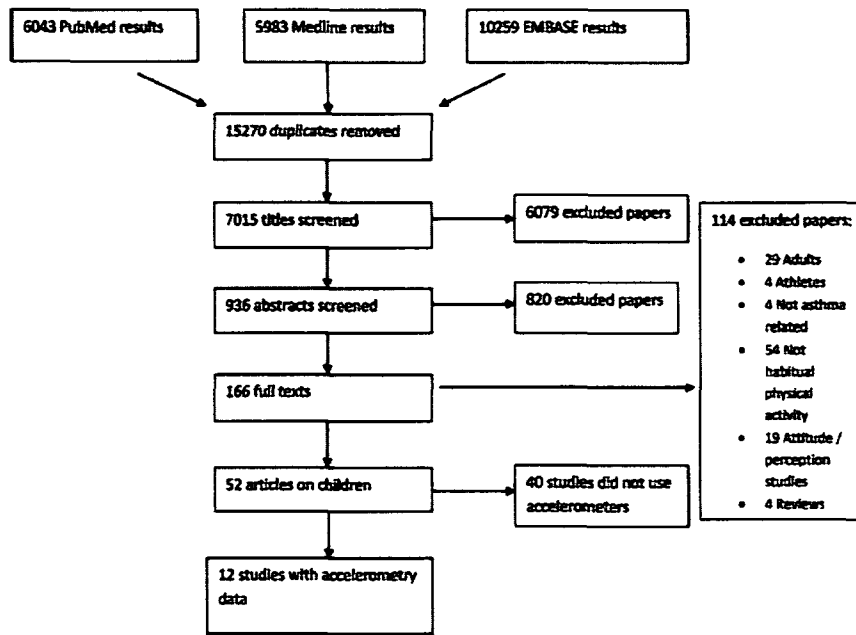 6043 PubMed results
5983 Medline results
10259 EMBASE results
15270 duplicates removed
7015 titles screened
6079 excluded papers
936 abstracts screened
820 excluded papers
166 full texts
114 excluded papers:
• 29 Adults
• 4 Athletes
• 4 Not asthma
related
• 54 Not
habitual
physical
activity
• 19 Attitude /
perception
studies
• 4 Reviews
52 articles on children
40 studies did not use
accelerometers
12 studies with accelerometry
data